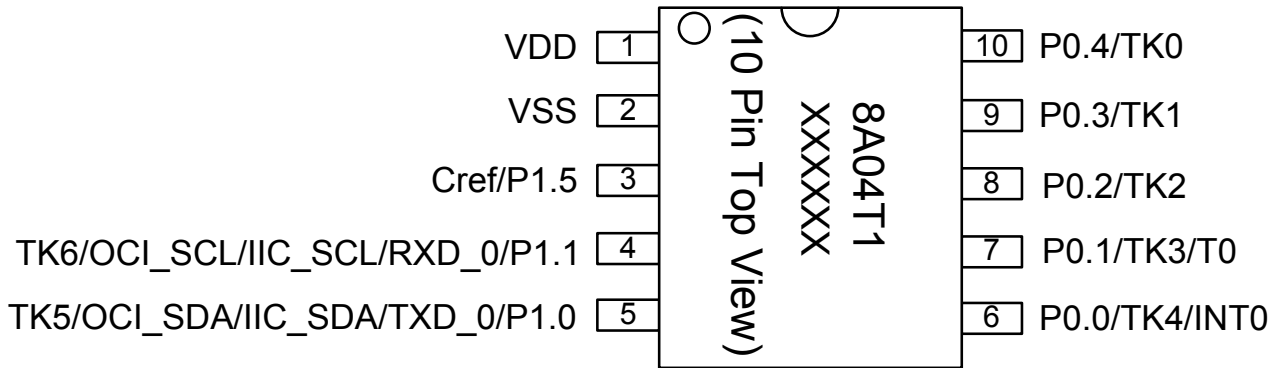 VDD 1
VSS 2
Cref/P1.5 3
TK6/OCI_SCL/IIC_SCL/RXD_0/P1.1 4
TK5/OCI_SDA/IIC_SDA/TXD_0/P1.0 5
(10 Pin Top View)
XXXXXX
8A04T1
10 P0.4/TK0
9 P0.3/TK1
8 P0.2/TK2
7 P0.1/TK3/T0
6 P0.0/TK4/INT0